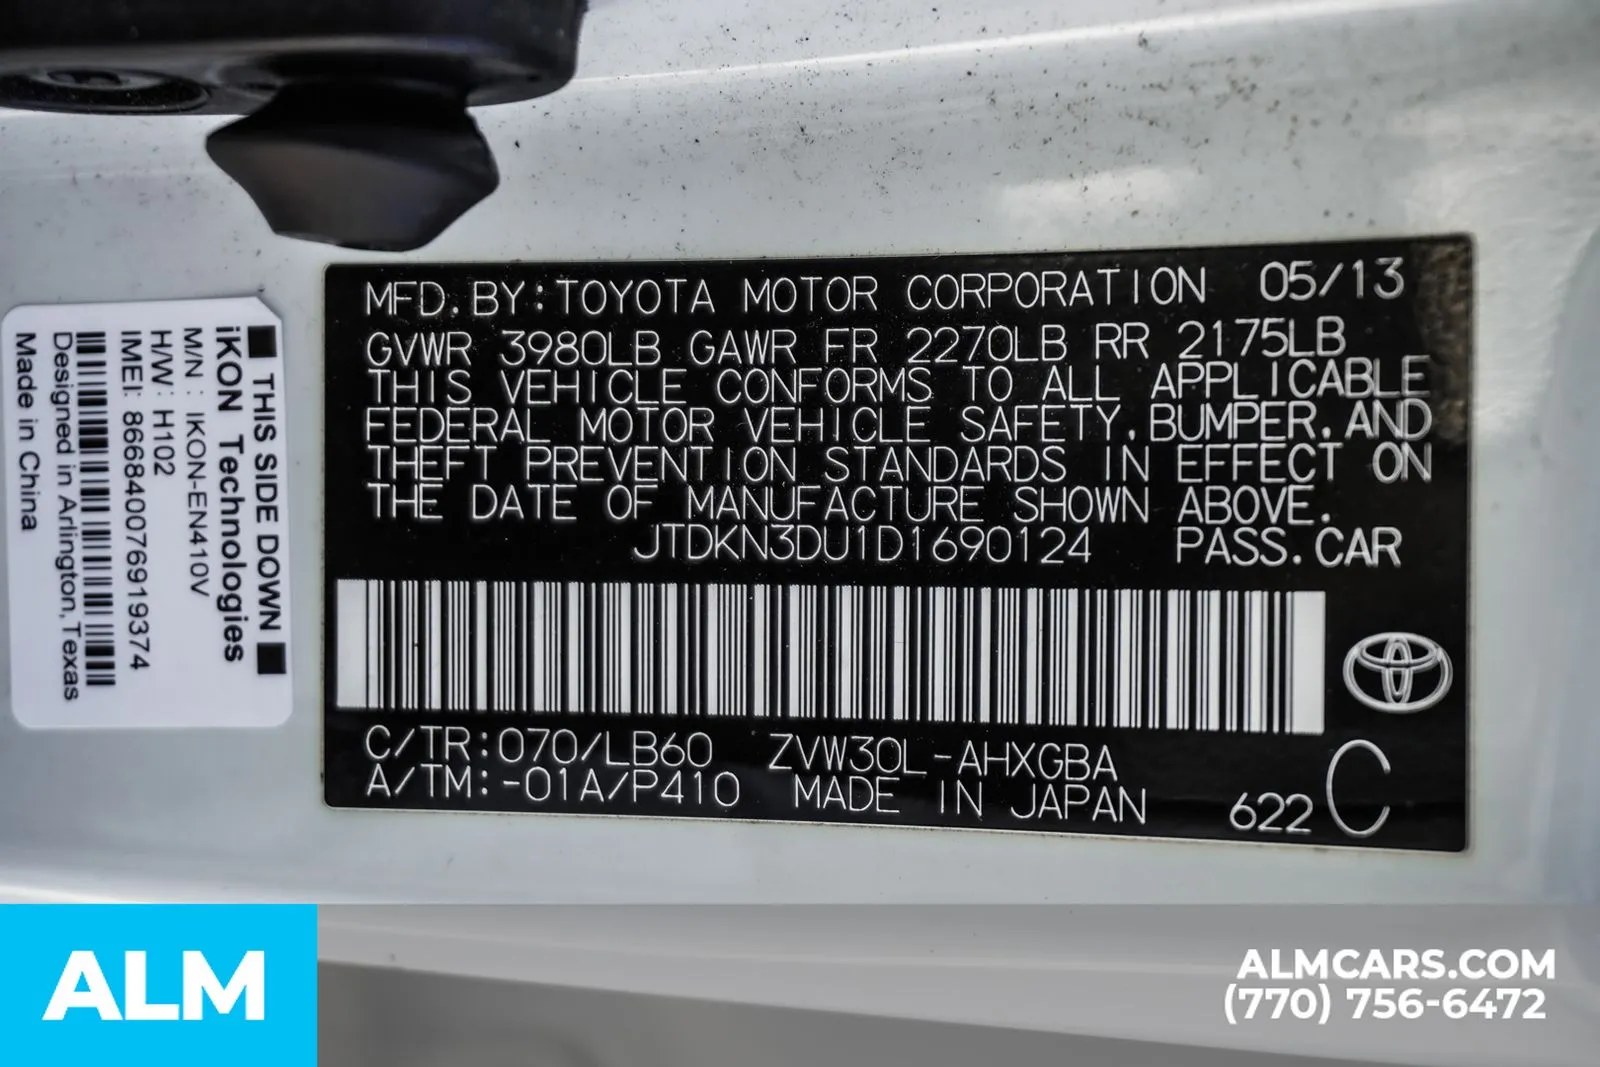 MFD. BY: TOYOTA MOTOR CORPORATION 05/13
GVWR 3980LB GAWR FR 2270LB RR 2175LB
THIS VEHICLE CONFORMS TO ALL APPLICABLE
FEDERAL MOTOR VEHICLE SAFETY, BUMPER, AND
THEFT PREVENTION STANDARDS IN EFFECT ON
THE DATE OF MANUFACTURE SHOWN ABOVE.
JTDKN3DU1D1690124 PASS. CAR
C/TR: 070/LB60 ZVW30L-AHXGBA
A/TM: -01A/P410 MADE IN JAPAN 622 C
THIS SIDE DOWN
iKON Technologies
M/N : IKON-EN410V
H/W: H102
IMEI: 866840076919374
Designed in Arlington, Texas
Made in China
ALM
ALMCARS.COM
(770) 756-6472